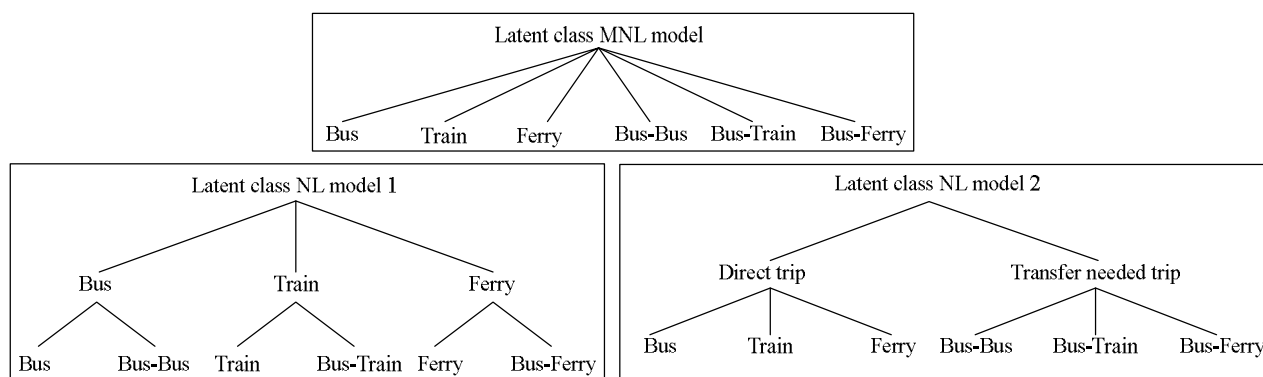 Latent class MNL model
Bus Train Ferry Bus-Bus Bus-Train Bus-Ferry
Latent class NL model 1
Bus Train Ferry
Bus Bus-Bus Train Bus-Train Ferry Bus-Ferry
Latent class NL model 2
Direct trip Transfer needed trip
Bus Train Ferry Bus-Bus Bus-Train Bus-Ferry